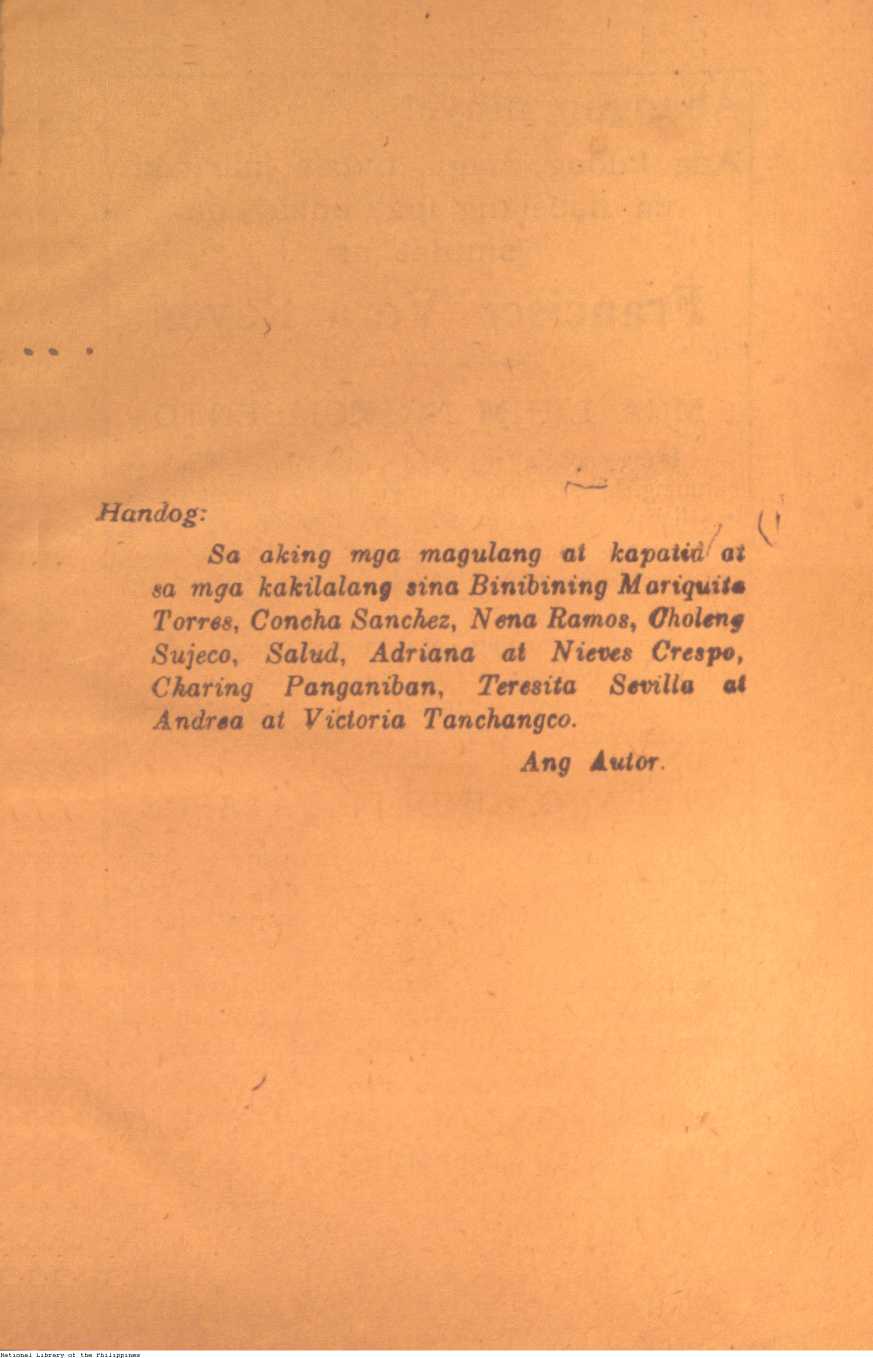 Handog:
Sa aking mga magulang at kapatid at
sa mga kakilalang sina Binibining Mariquita
Torres, Concha Sanchez, Nena Ramos, Choleng
Sujeco, Salud, Adriana at Nieves Crespo,
Charing Panganiban, Teresita Sevilla at
Andrea at Victoria Tanchangco.
Ang Autor.
National Library of the Philippines